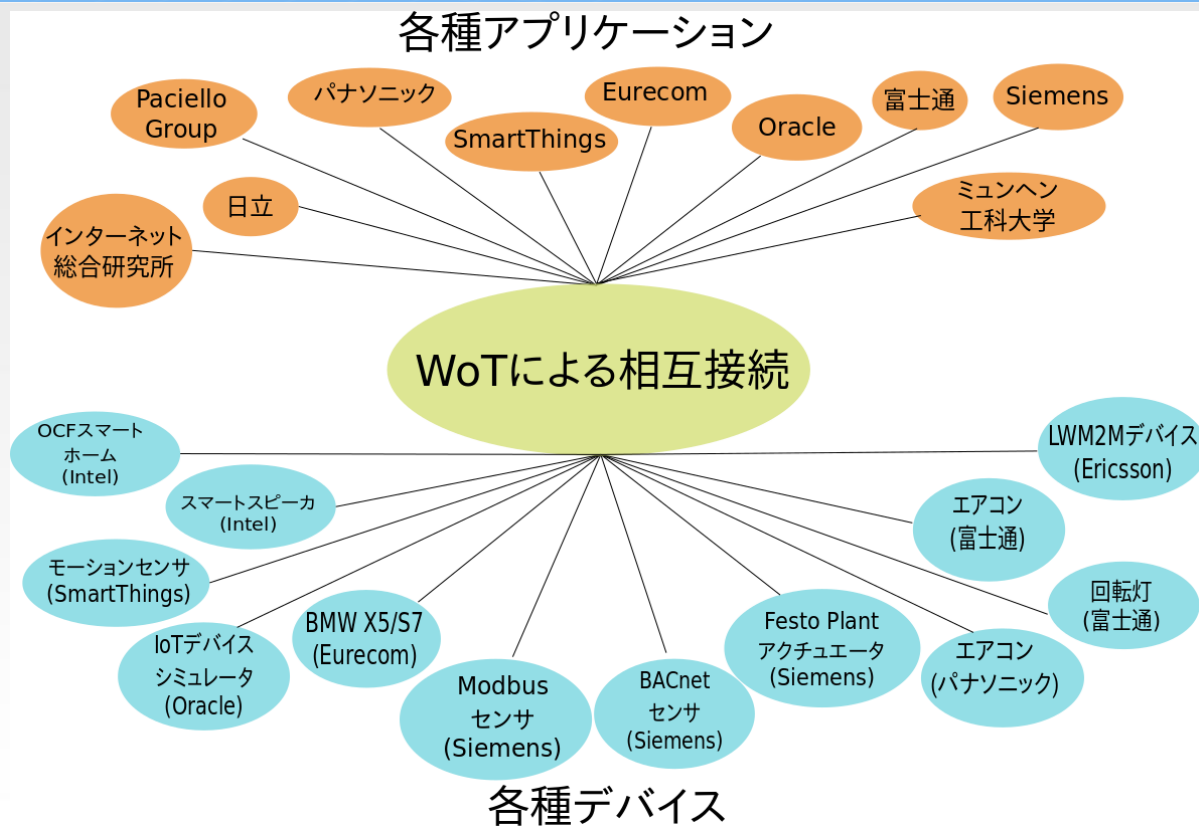 各種アプリケーション
Paciello
Group
パナソニック
SmartThings
Eurecom
Oracle
富士通
Siemens
インターネット
総合研究所
日立
ミュンヘン
工科大学
WoTによる相互接続
OCFスマート
ホーム
(Intel)
スマートスピーカ
(Intel)
モーションセンサ
(SmartThings)
IoTデバイス
シミュレータ
(Oracle)
BMW X5/S7
(Eurecom)
Modbus
センサ
(Siemens)
BACnet
センサ
(Siemens)
Festo Plant
アクチュエータ
(Siemens)
エアコン
(パナソニック)
回転灯
(富士通)
エアコン
(富士通)
LWM2Mデバイス
(Ericsson)
各種デバイス